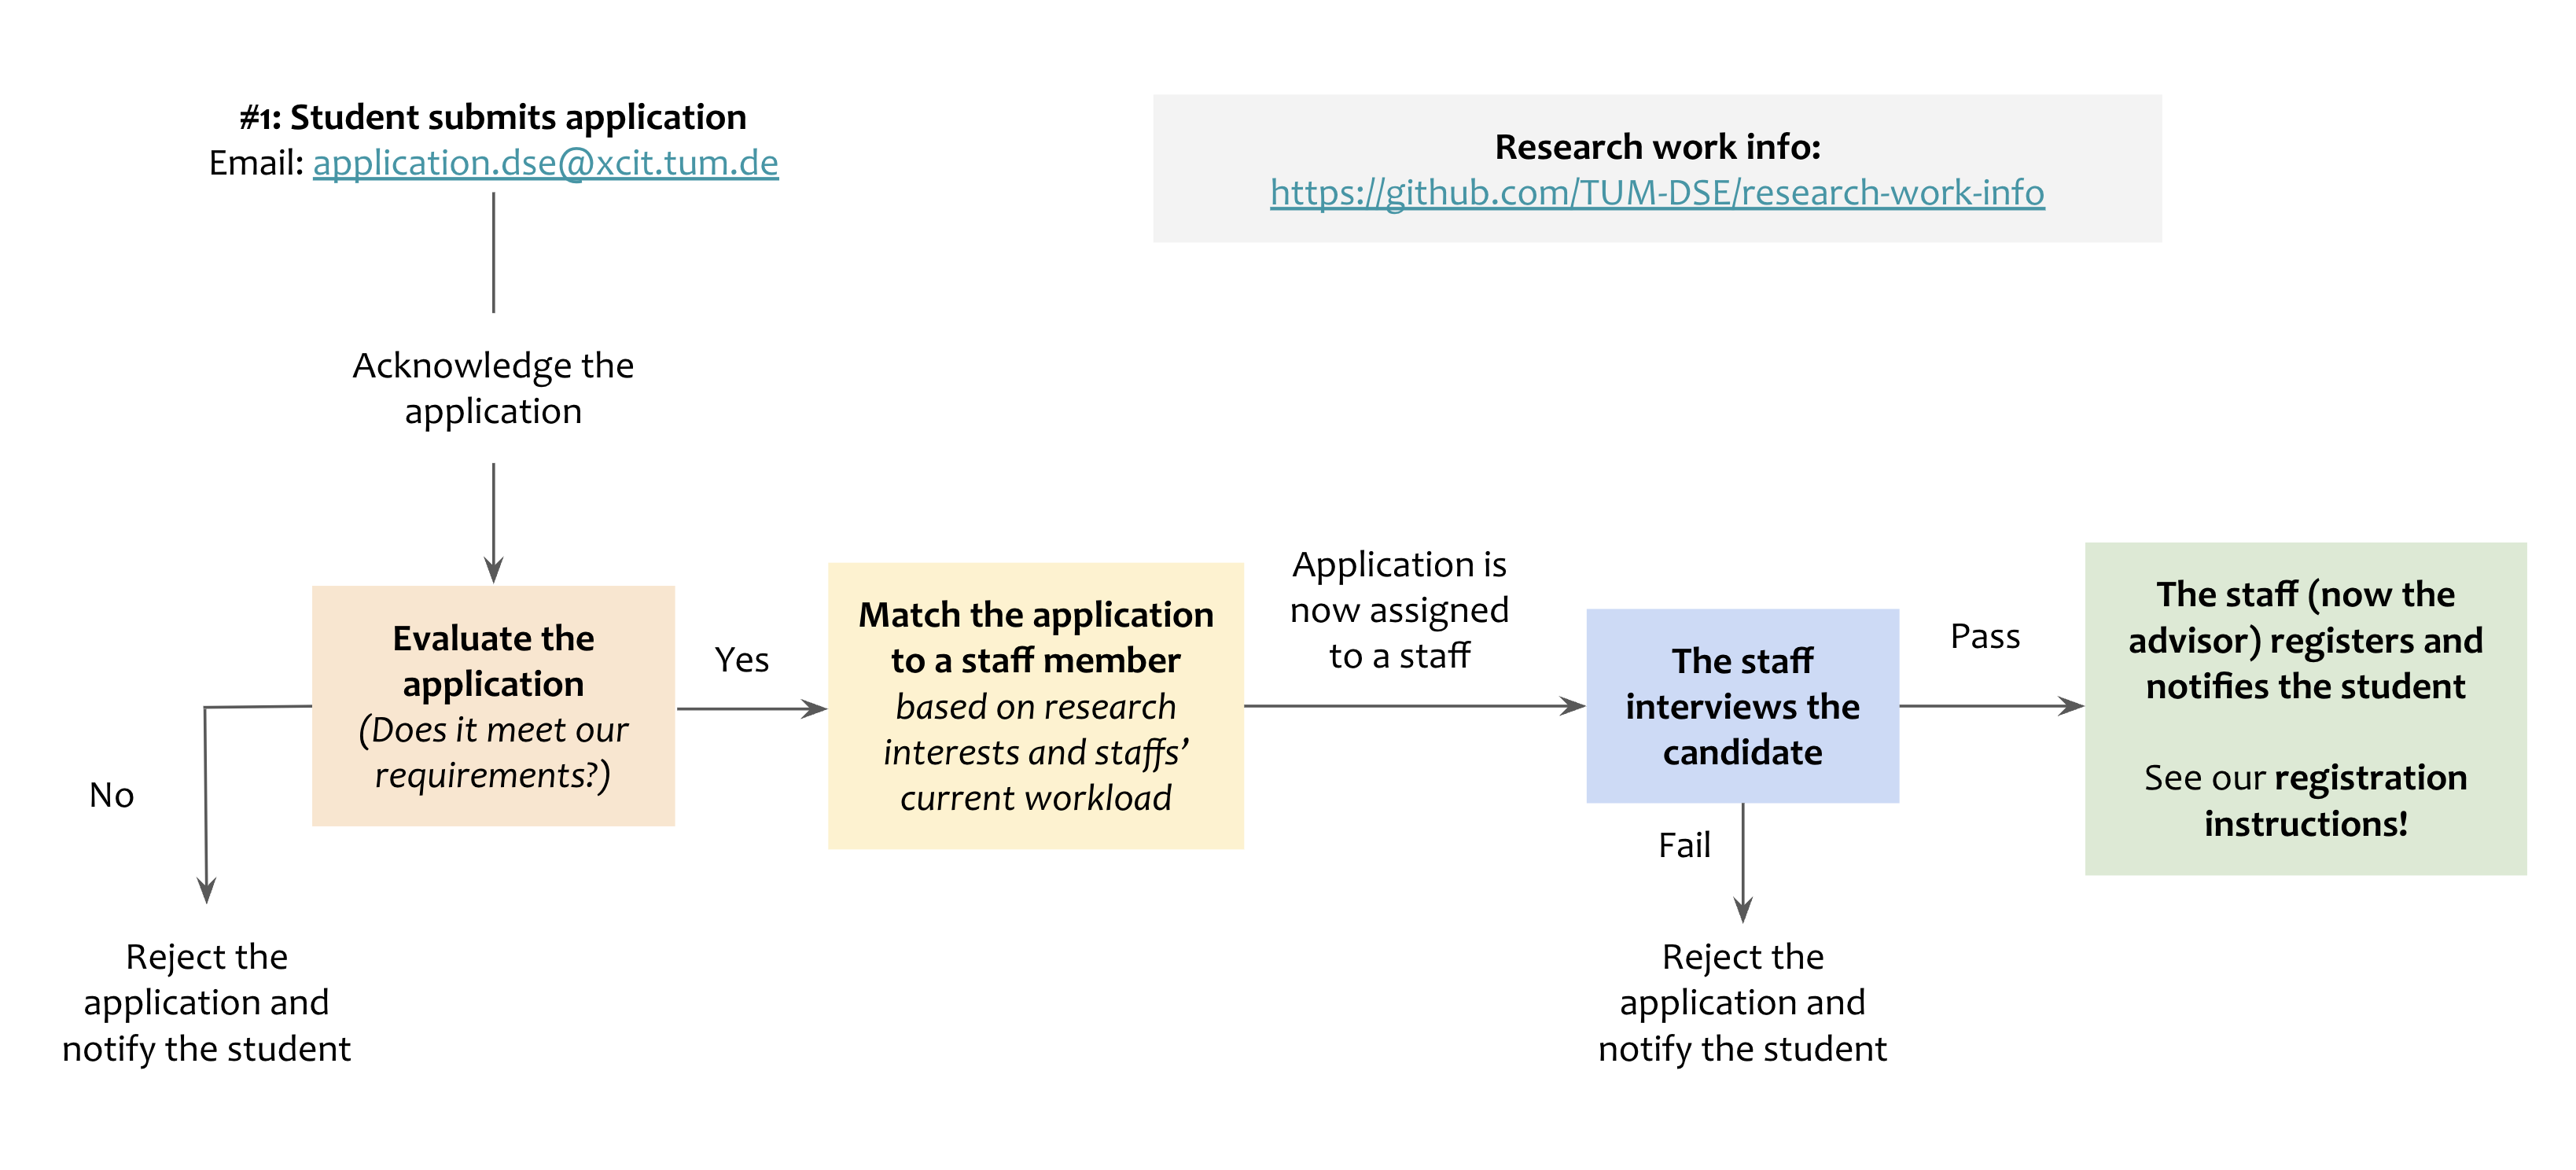 #1: Student submits application
Email: application.dse@xcit.tum.de
Research work info:
https://github.com/TUM-DSE/research-work-info
Acknowledge the
application
Evaluate the
application
(Does it meet our
requirements?)
No
Reject the
application and
notify the student
Yes
Match the application
to a staff member
based on research
interests and staffs’
current workload
Application is
now assigned
to a staff
The staff
interviews the
candidate
Fail
Reject the
application and
notify the student
Pass
The staff (now the
advisor) registers and
notifies the student
See our registration
instructions!